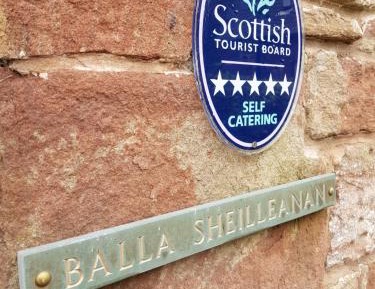 Scottish
TOURIST BOARD
★★★★★
SELF
CATERING
BALLA SHEILLEANAN